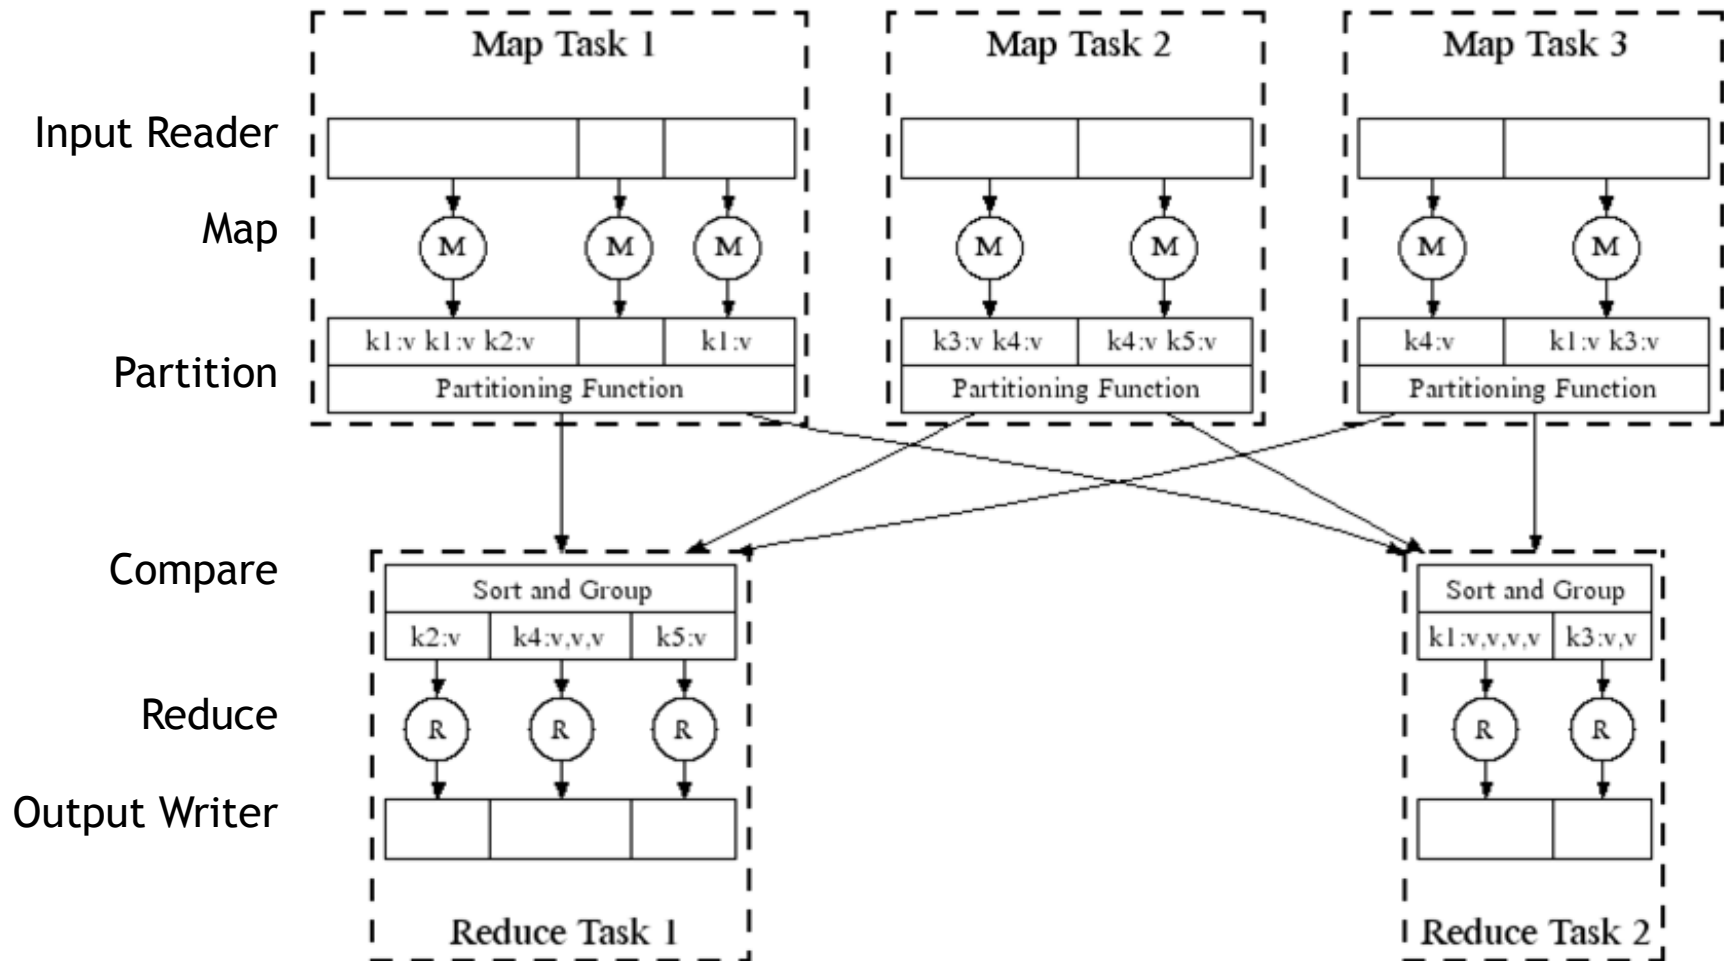 Map Task 1 Map Task 2 Map Task 3
Input Reader
Map
M M M M M M M
k1:v k1:v k2:v k1:v k3:v k4:v k4:v k5:v k4:v k1:v k3:v
Partition
Partitioning Function Partitioning Function Partitioning Function
Compare
Sort and Group Sort and Group
k2:v k4:v,v,v k5:v k1:v,v,v,v k3:v,v
Reduce
R R R R R
Output Writer
Reduce Task 1 Reduce Task 2